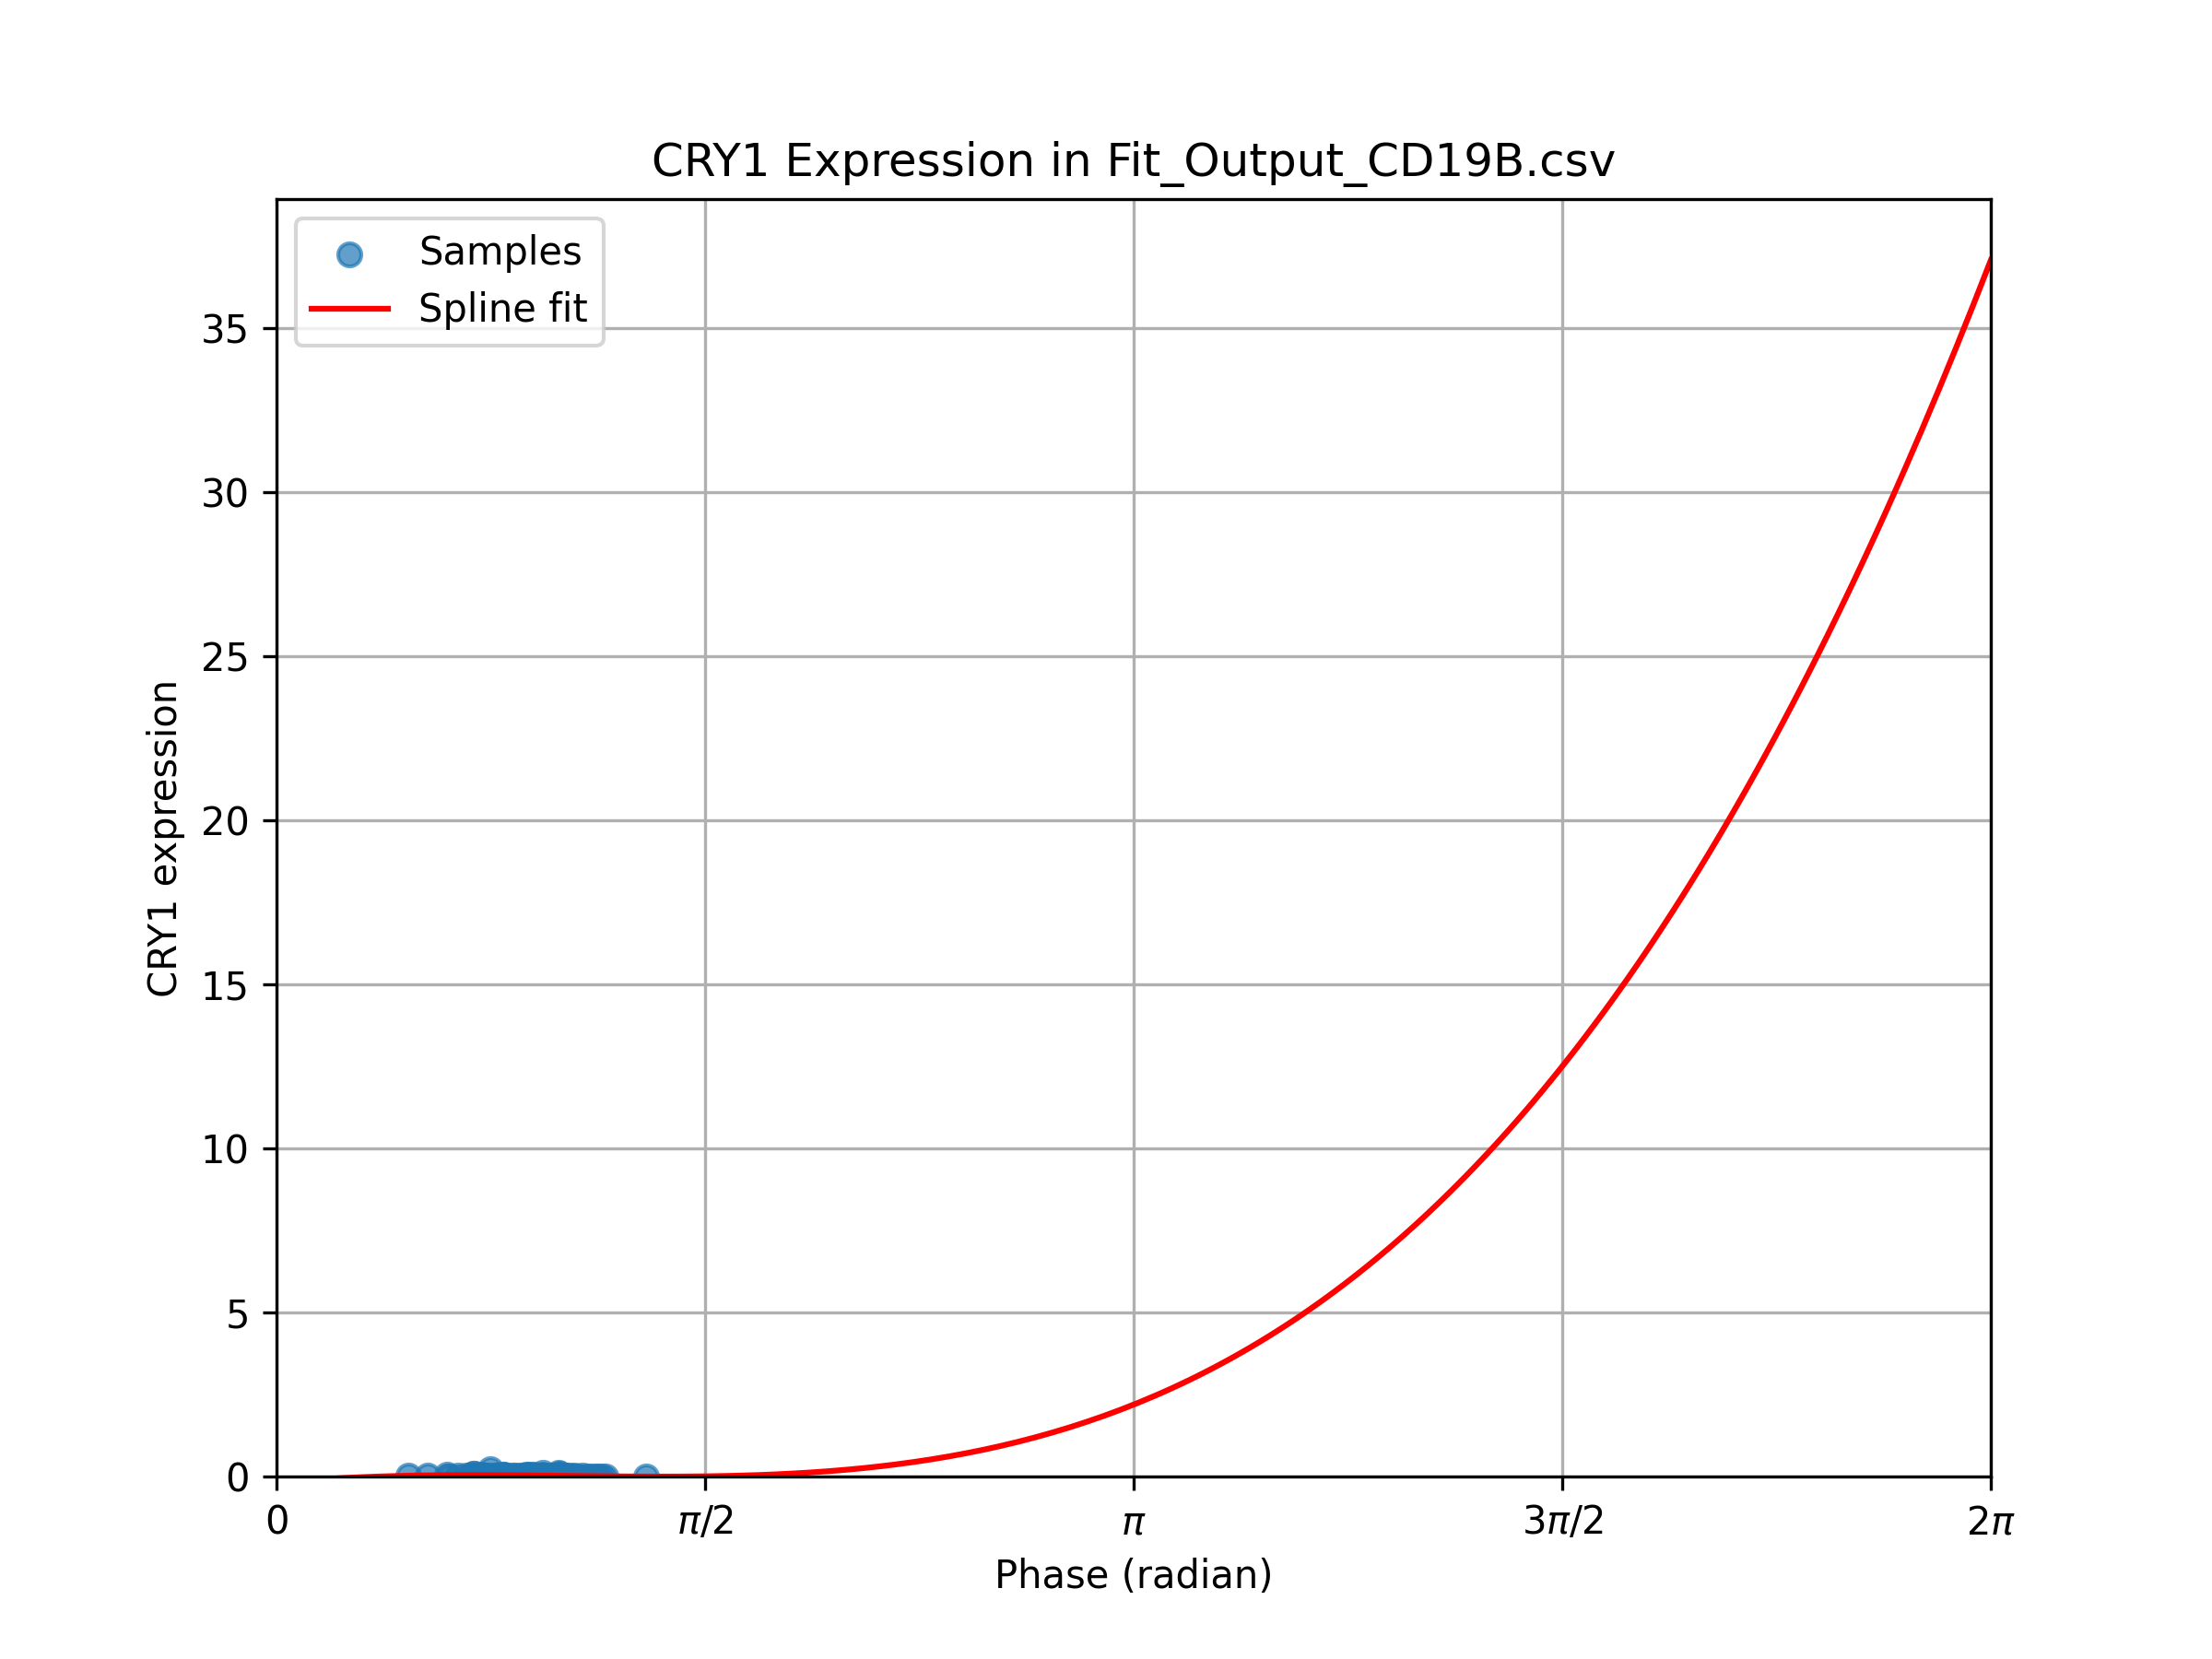 CRY1 Expression in Fit_Output_CD19B.csv
Samples
Spline fit
35
30
25
20
15
10
5
0
CRY1 expression
0 π/2 π 3π/2 2π
Phase (radian)